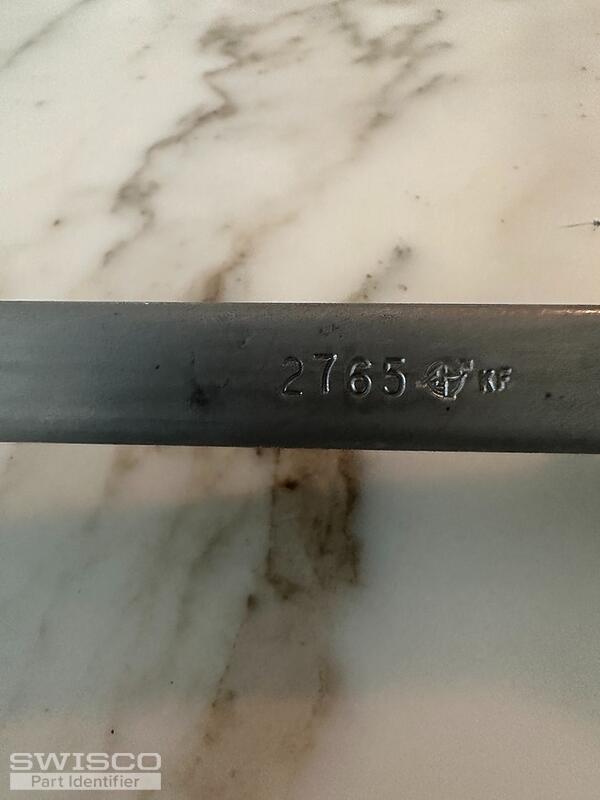 2765 KF
SWISCO
Part Identifier